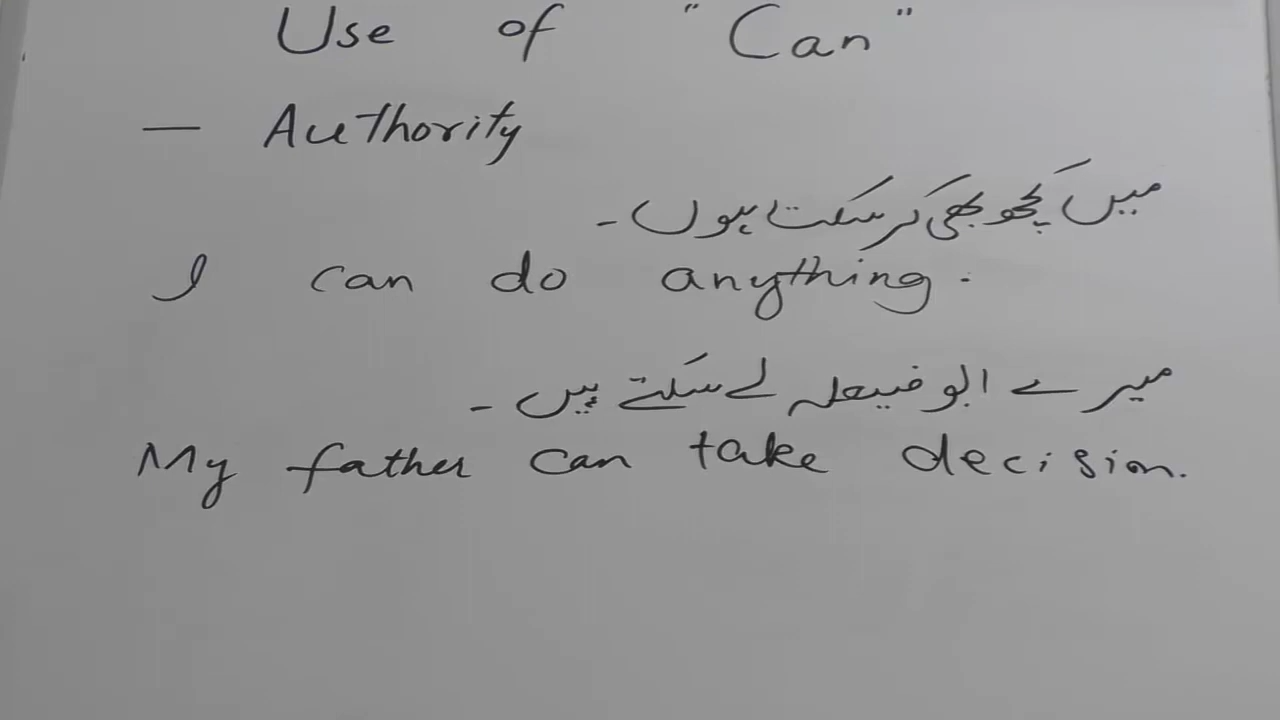 Use of "Can"
— Authority
میں کچھ بھی کر سکتا ہوں ۔
I can do anything.
میرے ابو فیصلہ لے سکتے ہیں ۔
My father can take decision.